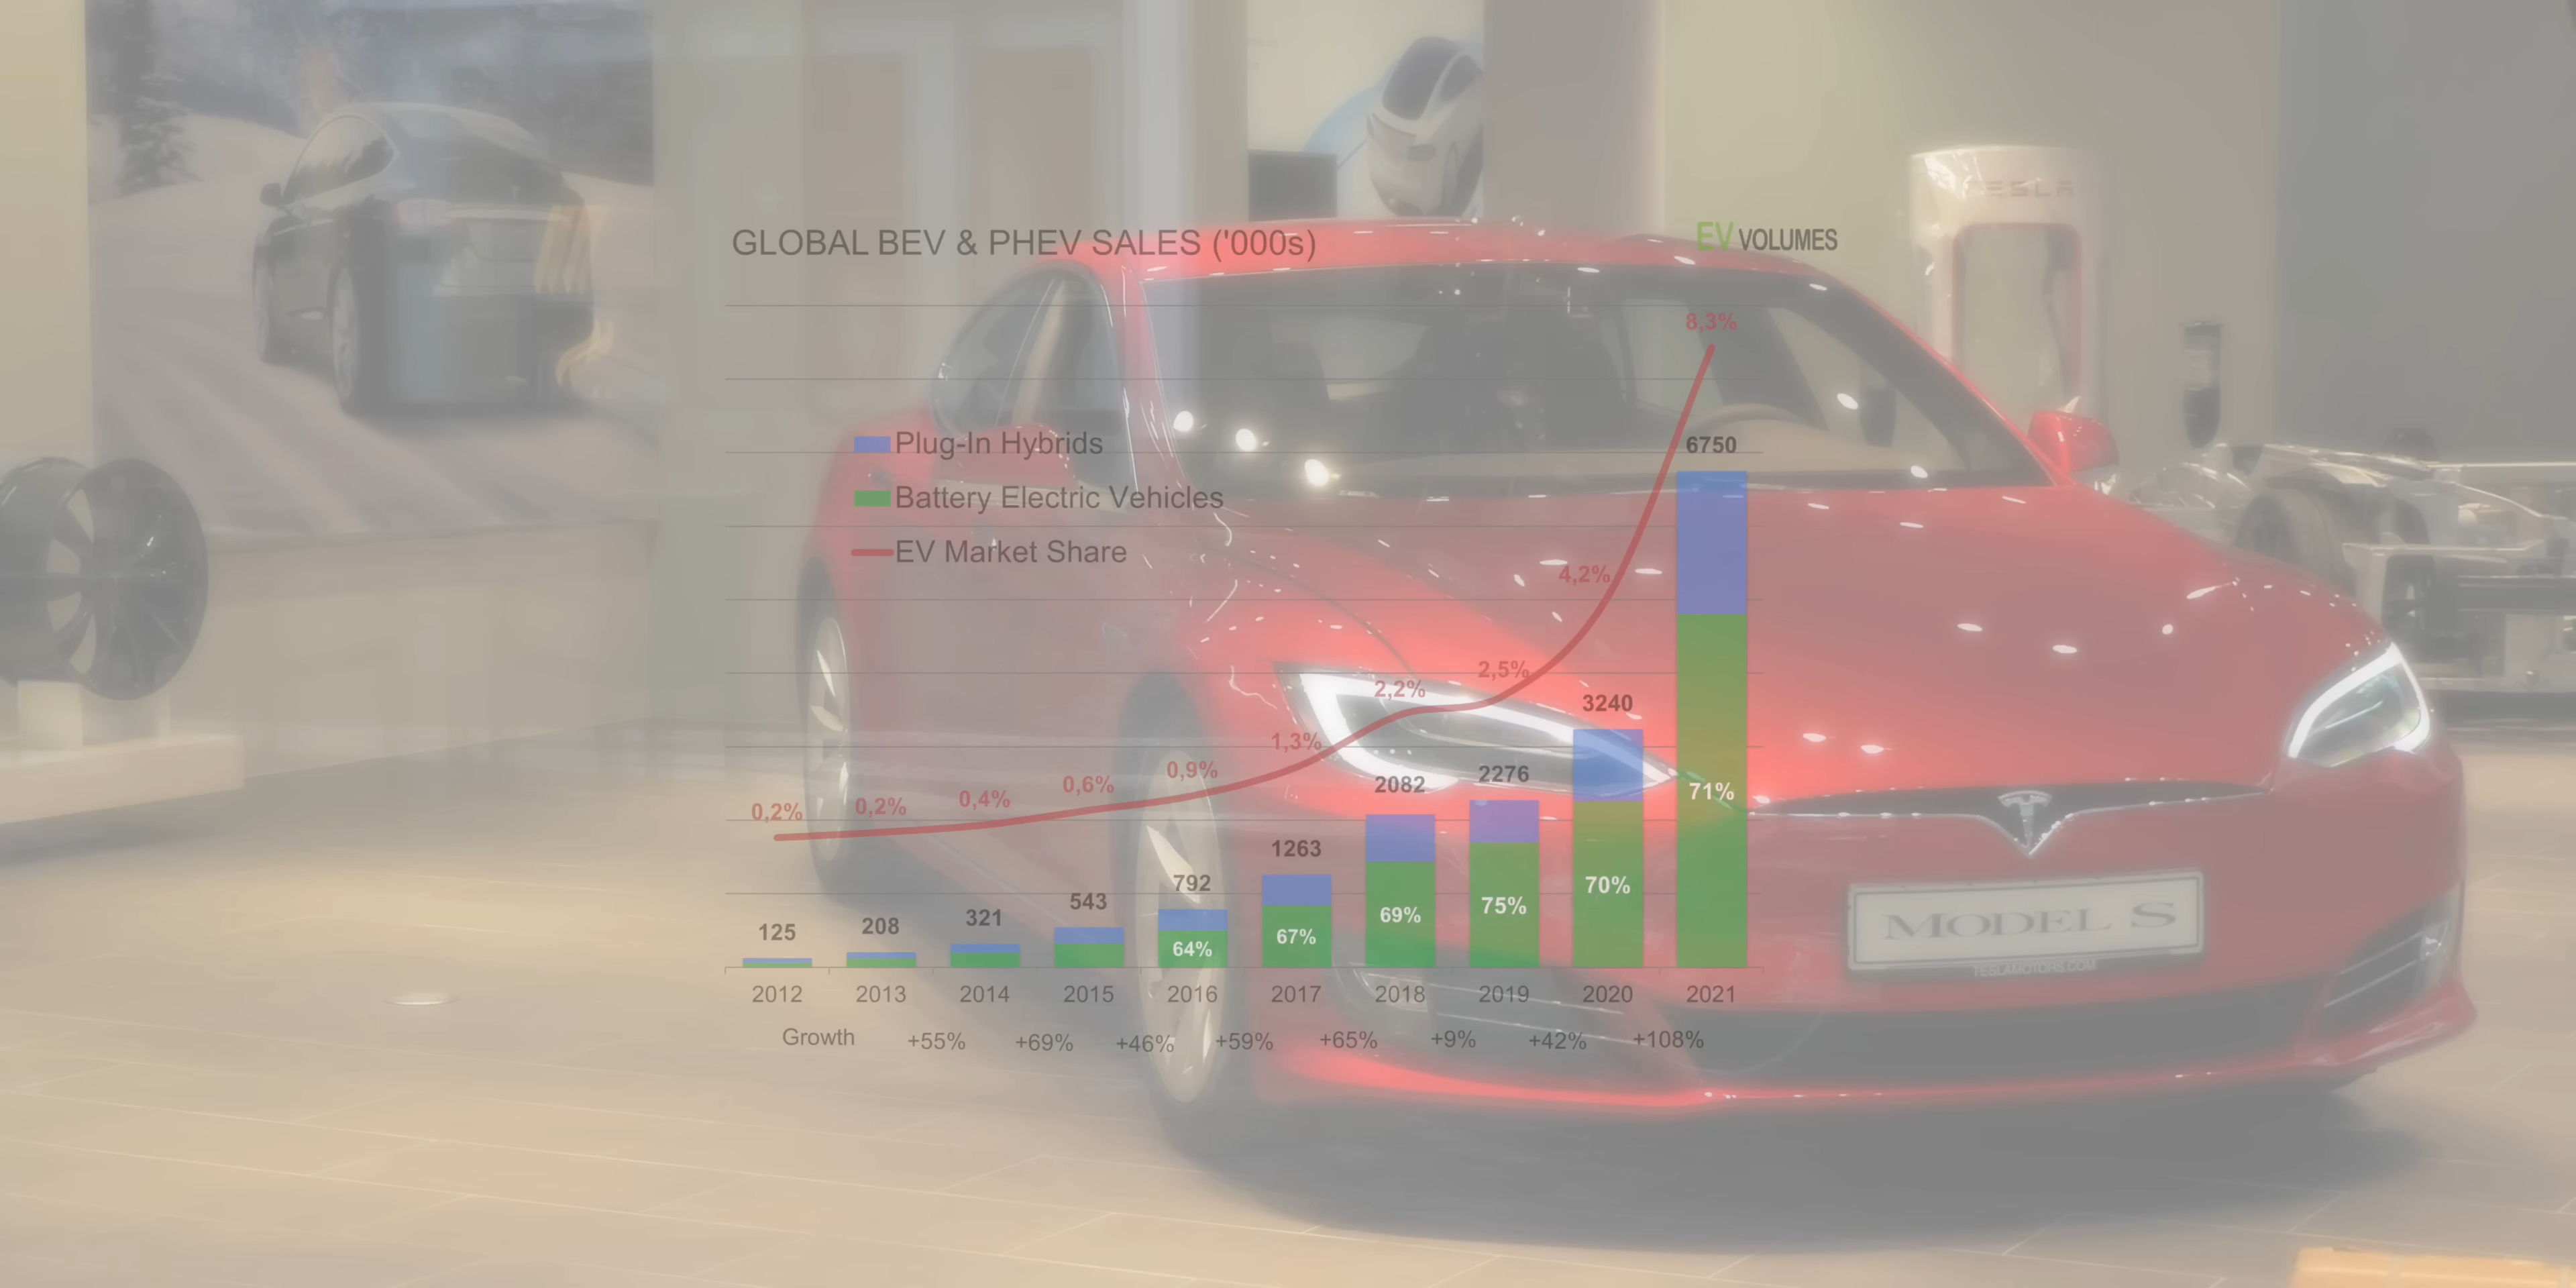 TESLA
GLOBAL BEV & PHEV SALES ('000s)
EV VOLUMES
8,3%
Plug-In Hybrids
6750
Battery Electric Vehicles
EV Market Share
4,2%
2,5%
2,2%
3240
1,3%
0,9%
2276
0,6%
2082
71%
0,4%
0,2%
0,2%
1263
792
70%
543
75%
321
69%
208
67%
125
64%
MODEL S
TESLAMOTORS.COM
2012 2013 2014 2015 2016 2017 2018 2019 2020 2021
Growth +55% +69% +46% +59% +65% +9% +42% +108%